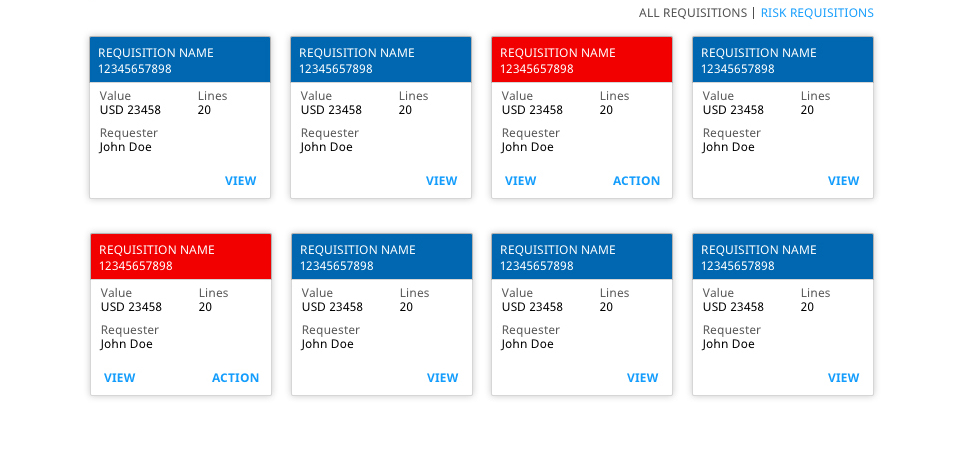 ALL REQUISITIONS | RISK REQUISITIONS
REQUISITION NAME
12345657898
Value Lines
USD 23458 20
Requester
John Doe
VIEW
REQUISITION NAME
12345657898
Value Lines
USD 23458 20
Requester
John Doe
VIEW
REQUISITION NAME
12345657898
Value Lines
USD 23458 20
Requester
John Doe
VIEW ACTION
REQUISITION NAME
12345657898
Value Lines
USD 23458 20
Requester
John Doe
VIEW
REQUISITION NAME
12345657898
Value Lines
USD 23458 20
Requester
John Doe
VIEW ACTION
REQUISITION NAME
12345657898
Value Lines
USD 23458 20
Requester
John Doe
VIEW
REQUISITION NAME
12345657898
Value Lines
USD 23458 20
Requester
John Doe
VIEW
REQUISITION NAME
12345657898
Value Lines
USD 23458 20
Requester
John Doe
VIEW